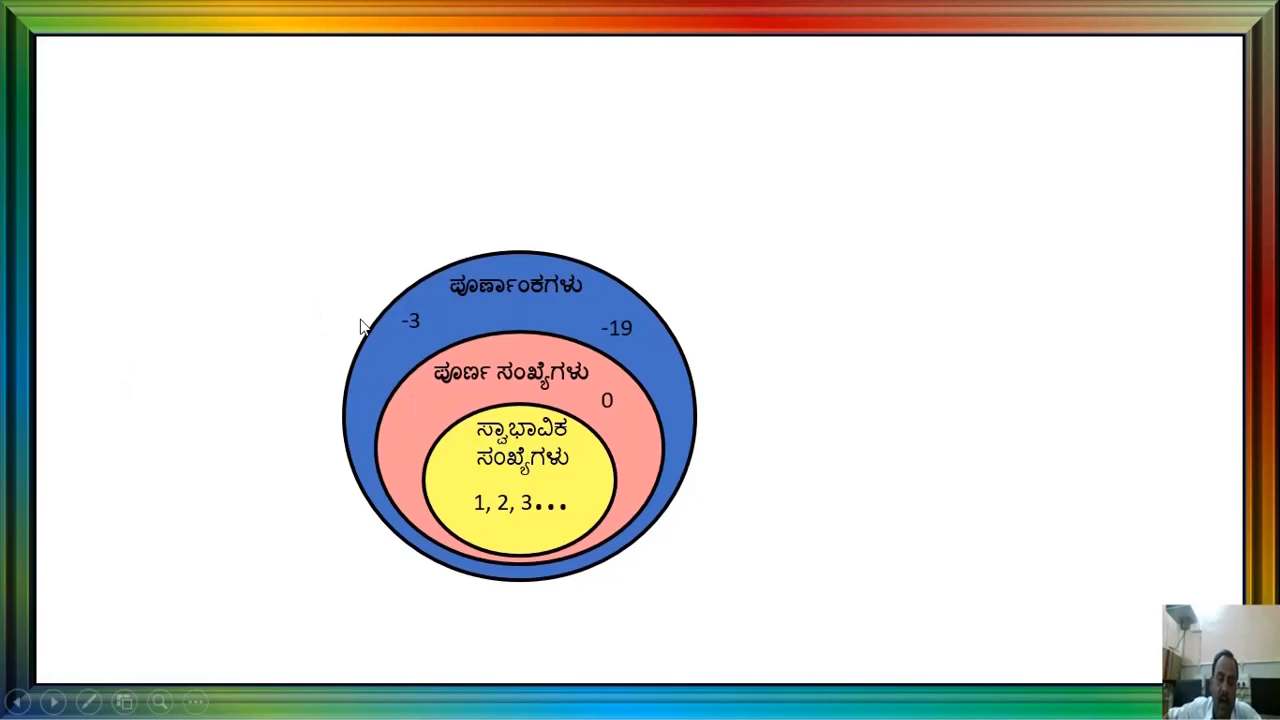 ಪೂರ್ಣಾಂಕಗಳು
-3
-19
ಪೂರ್ಣ ಸಂಖ್ಯೆಗಳು
0
ಸ್ವಾಭಾವಿಕ
ಸಂಖ್ಯೆಗಳು
1, 2, 3...